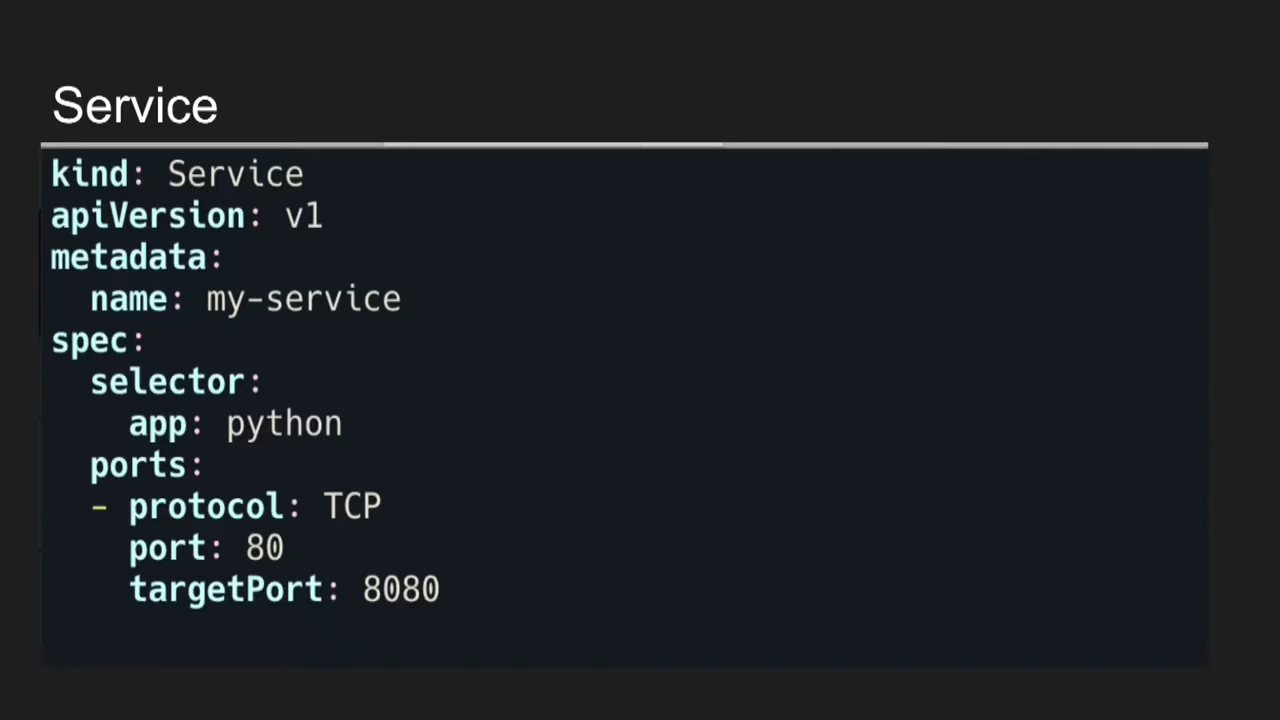 Service
kind: Service
apiVersion: v1
metadata:
  name: my-service
spec:
  selector:
    app: python
  ports:
  - protocol: TCP
    port: 80
    targetPort: 8080